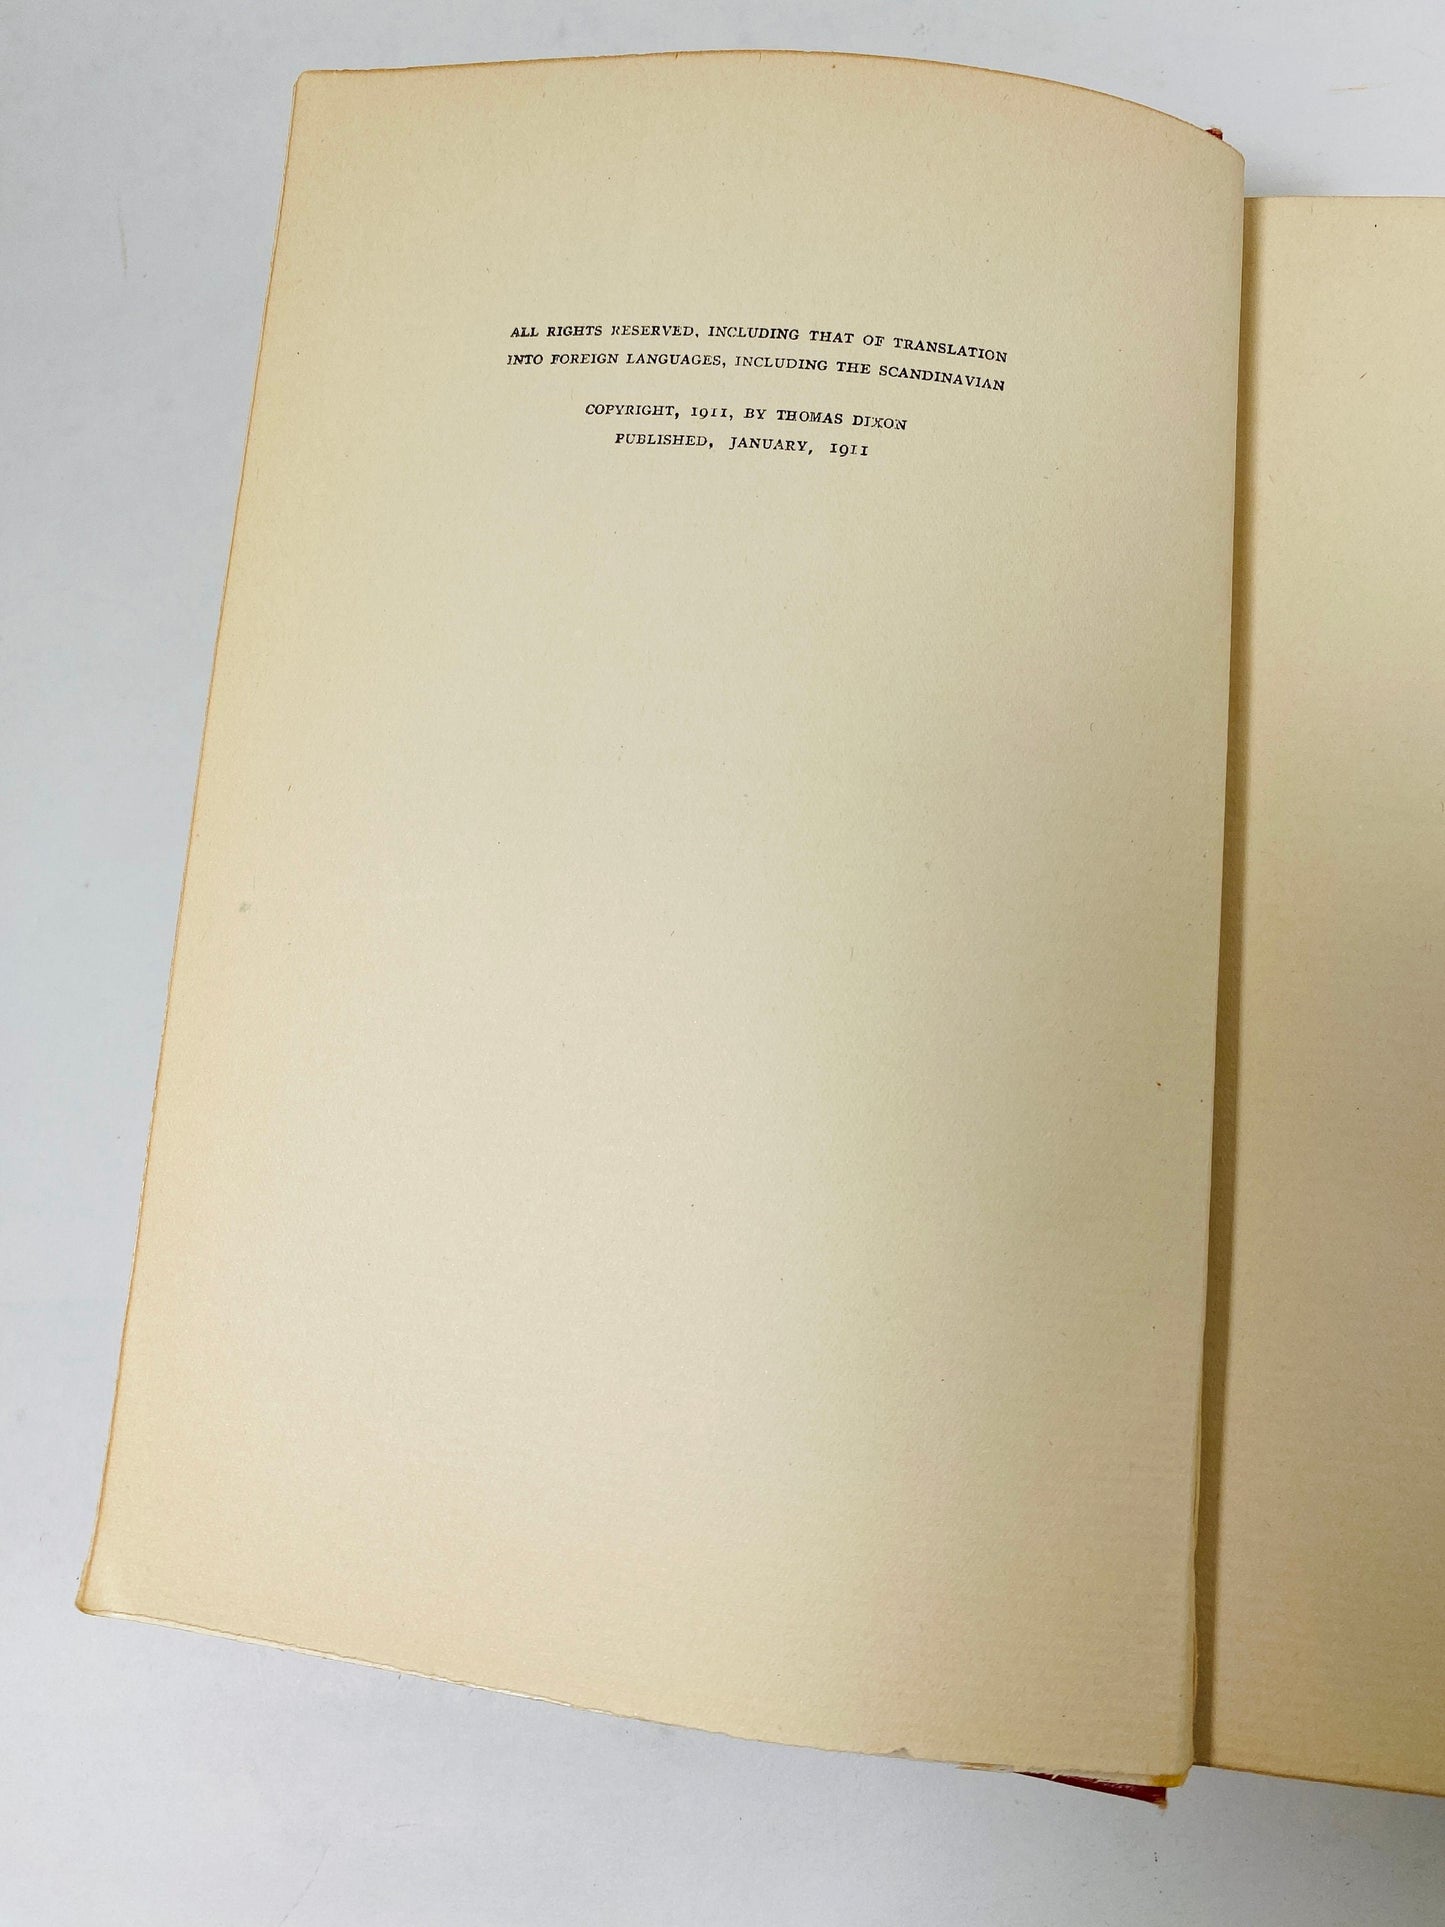 ALL RIGHTS RESERVED, INCLUDING THAT OF TRANSLATION
INTO FOREIGN LANGUAGES, INCLUDING THE SCANDINAVIAN
COPYRIGHT, 1911, BY THOMAS DIXON
PUBLISHED, JANUARY, 1911